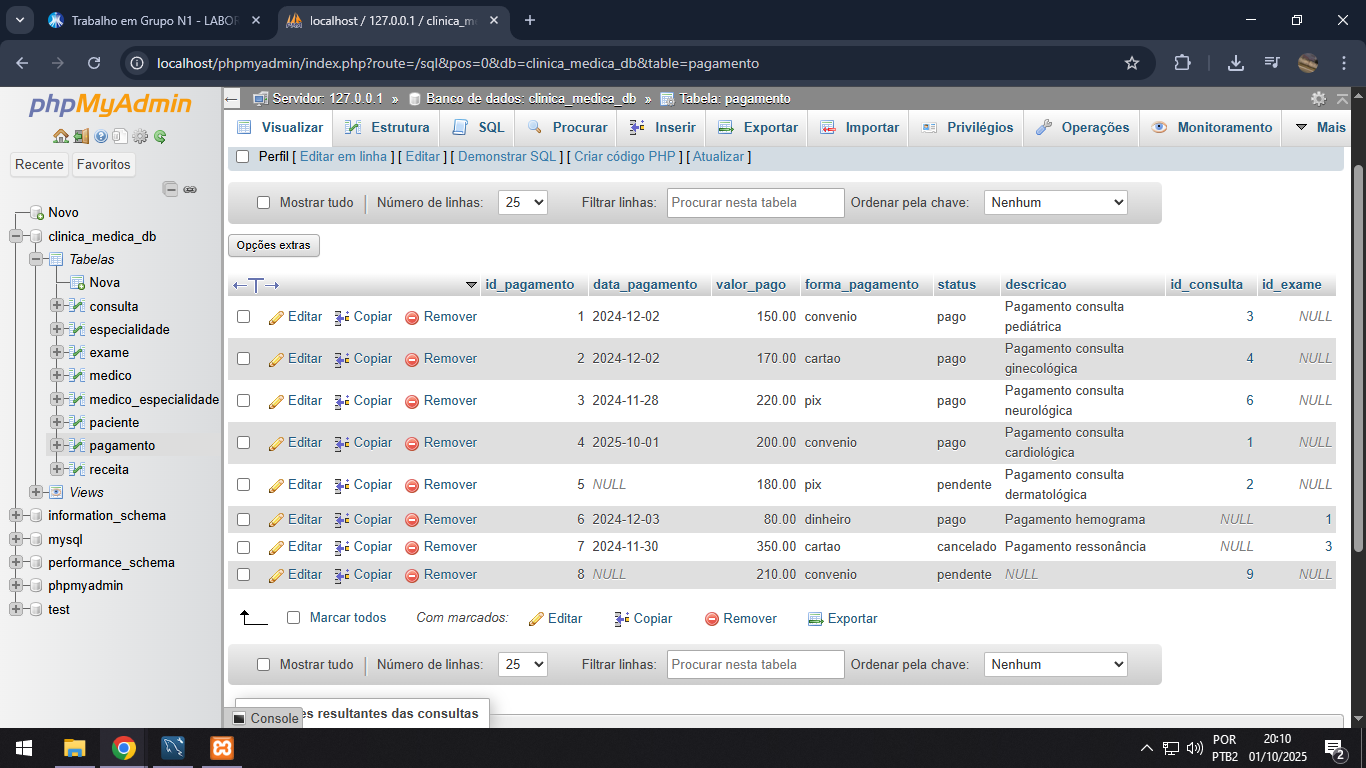 Trabalho em Grupo N1 - LABOR
localhost / 127.0.0.1 / clinica_me
localhost/phpmyadmin/index.php?route=/sql&pos=0&db=clinica_medica_db&table=pagamento
phpMyAdmin
Recente Favoritos
Novo
clinica_medica_db
Tabelas
Nova
consulta
especialidade
exame
medico
medico_especialidade
paciente
pagamento
receita
Views
information_schema
mysql
performance_schema
phpmyadmin
test
Servidor: 127.0.0.1 » Banco de dados: clinica_medica_db » Tabela: pagamento
Visualizar Estrutura SQL Procurar Inserir Exportar Importar Privilégios Operações Monitoramento Mais
Perfil [ Editar em linha ] [ Editar ] [ Demonstrar SQL ] [ Criar código PHP ] [ Atualizar ]
Mostrar tudo Número de linhas: 25 Filtrar linhas: Procurar nesta tabela Ordenar pela chave: Nenhum
Opções extras
id_pagamento data_pagamento valor_pago forma_pagamento status descricao id_consulta id_exame
Editar Copiar Remover 1 2024-12-02 150.00 convenio pago Pagamento consulta pediátrica 3 NULL
Editar Copiar Remover 2 2024-12-02 170.00 cartao pago Pagamento consulta ginecológica 4 NULL
Editar Copiar Remover 3 2024-11-28 220.00 pix pago Pagamento consulta neurológica 6 NULL
Editar Copiar Remover 4 2025-10-01 200.00 convenio pago Pagamento consulta cardiológica 1 NULL
Editar Copiar Remover 5 NULL 180.00 pix pendente Pagamento consulta dermatológica 2 NULL
Editar Copiar Remover 6 2024-12-03 80.00 dinheiro pago Pagamento hemograma NULL 1
Editar Copiar Remover 7 2024-11-30 350.00 cartao cancelado Pagamento ressonância NULL 3
Editar Copiar Remover 8 NULL 210.00 convenio pendente NULL 9 NULL
Marcar todos Com marcados: Editar Copiar Remover Exportar
Mostrar tudo Número de linhas: 25 Filtrar linhas: Procurar nesta tabela Ordenar pela chave: Nenhum
es resultantes das consultas
Console
POR
PTB2
20:10
01/10/2025
2